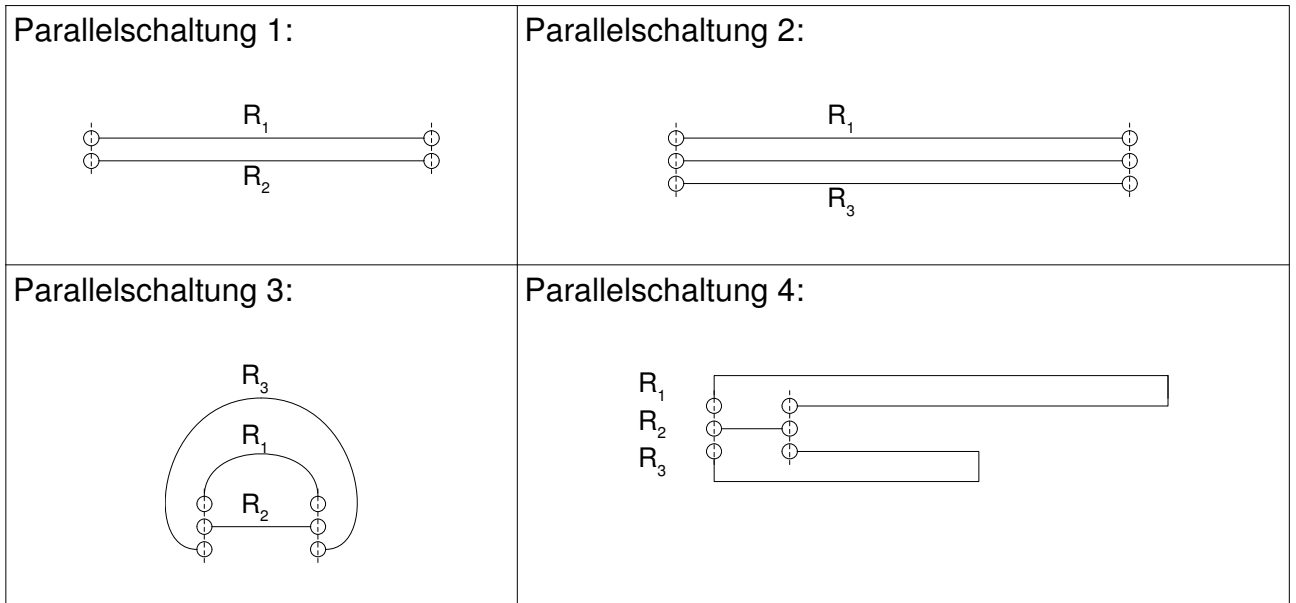 Parallelschaltung 1:
R₁
R₂
Parallelschaltung 2:
R₁
R₃
Parallelschaltung 3:
R₃
R₁
R₂
Parallelschaltung 4:
R₁
R₂
R₃